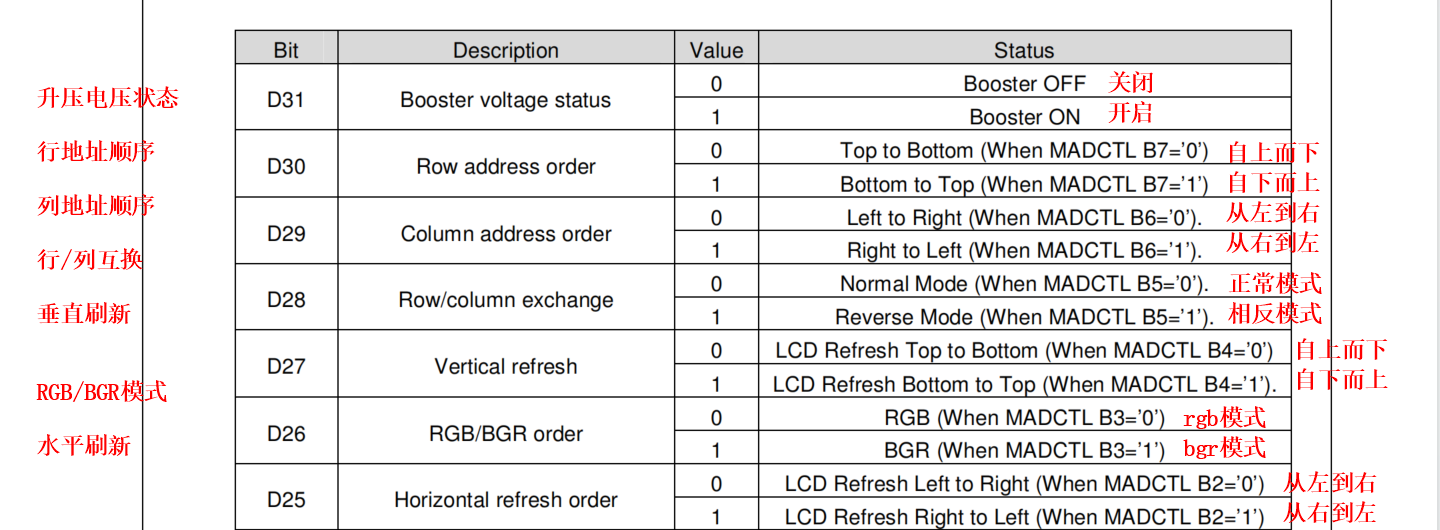 Bit Description Value Status
升压电压状态 D31 Booster voltage status 0 Booster OFF 关闭
1 Booster ON 开启
行地址顺序 D30 Row address order 0 Top to Bottom (When MADCTL B7='0') 自上而下
1 Bottom to Top (When MADCTL B7='1') 自下而上
列地址顺序 D29 Column address order 0 Left to Right (When MADCTL B6='0'). 从左到右
1 Right to Left (When MADCTL B6='1'). 从右到左
行/列互换 D28 Row/column exchange 0 Normal Mode (When MADCTL B5='0'). 正常模式
1 Reverse Mode (When MADCTL B5='1'). 相反模式
垂直刷新 D27 Vertical refresh 0 LCD Refresh Top to Bottom (When MADCTL B4='0') 自上而下
1 LCD Refresh Bottom to Top (When MADCTL B4='1'). 自下而上
RGB/BGR模式 D26 RGB/BGR order 0 RGB (When MADCTL B3='0') rgb模式
1 BGR (When MADCTL B3='1') bgr模式
水平刷新 D25 Horizontal refresh order 0 LCD Refresh Left to Right (When MADCTL B2='0') 从左到右
1 LCD Refresh Right to Left (When MADCTL B2='1') 从右到左